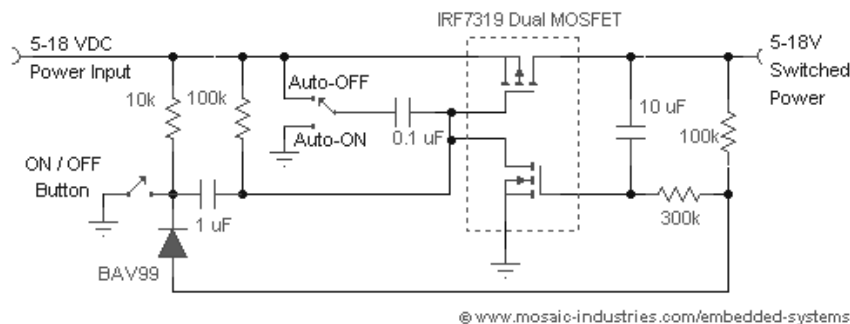 IRF7319 Dual MOSFET
5-18 VDC
Power Input
5-18V
Switched
Power
Auto-OFF
10k
100k
0.1 uF
Auto-ON
10 uF
100k
ON / OFF
Button
1 uF
300k
BAV99
© www.mosaic-industries.com/embedded-systems